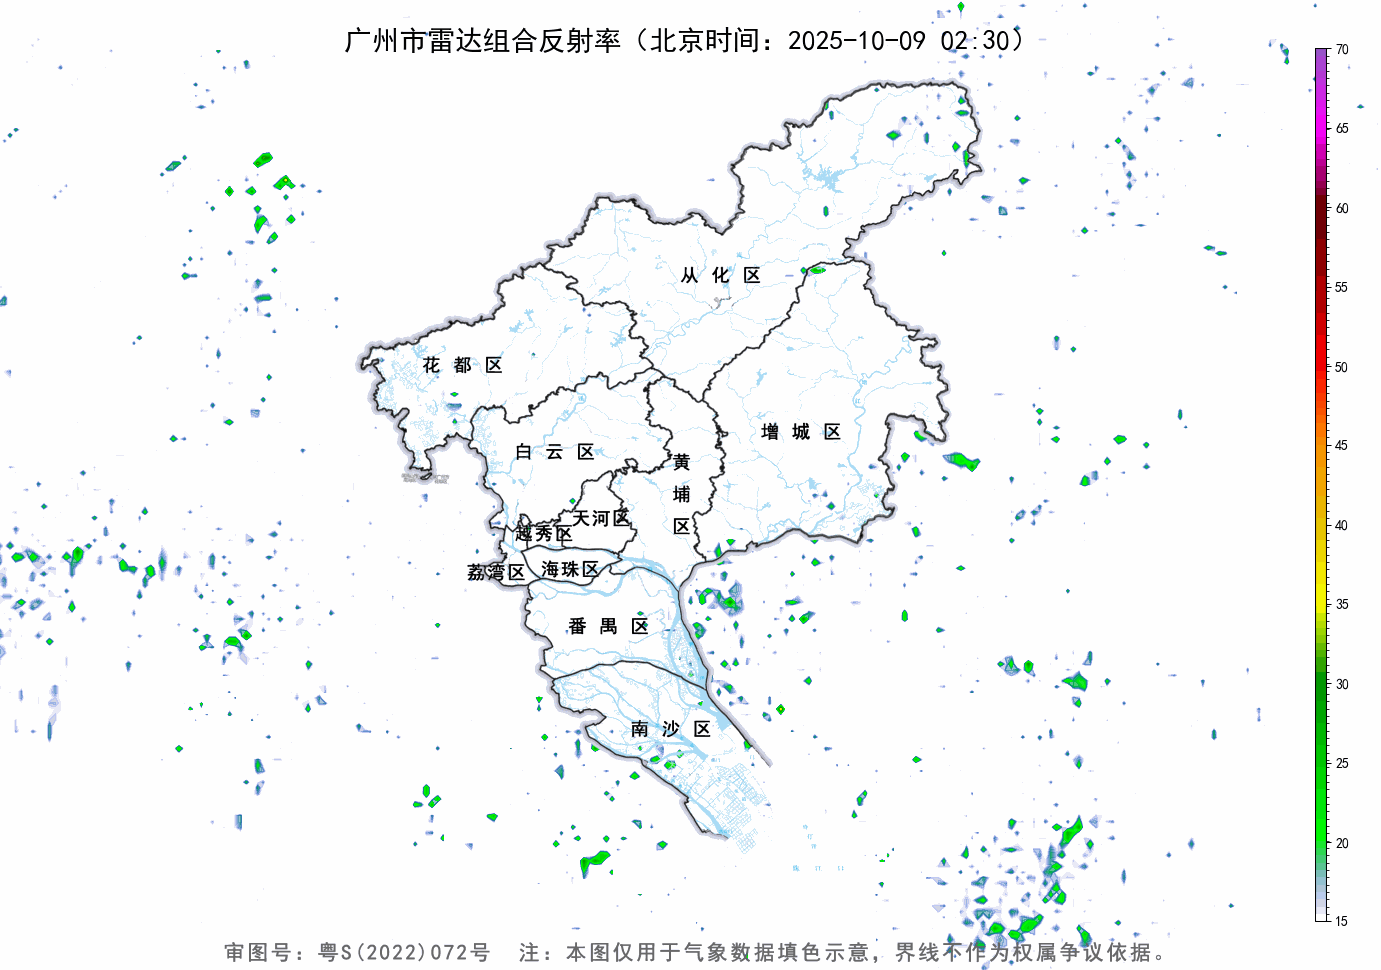 广州市雷达组合反射率（北京时间：2025-10-09 02:30）
70
65
60
55
50
45
40
35
30
25
20
15
从化区
花都区
增城区
白云区
黄埔区
天河区
越秀区
荔湾区
海珠区
番禺区
南沙区
审图号：粤S(2022)072号 注：本图仅用于气象数据填色示意，界线不作为权属争议依据。